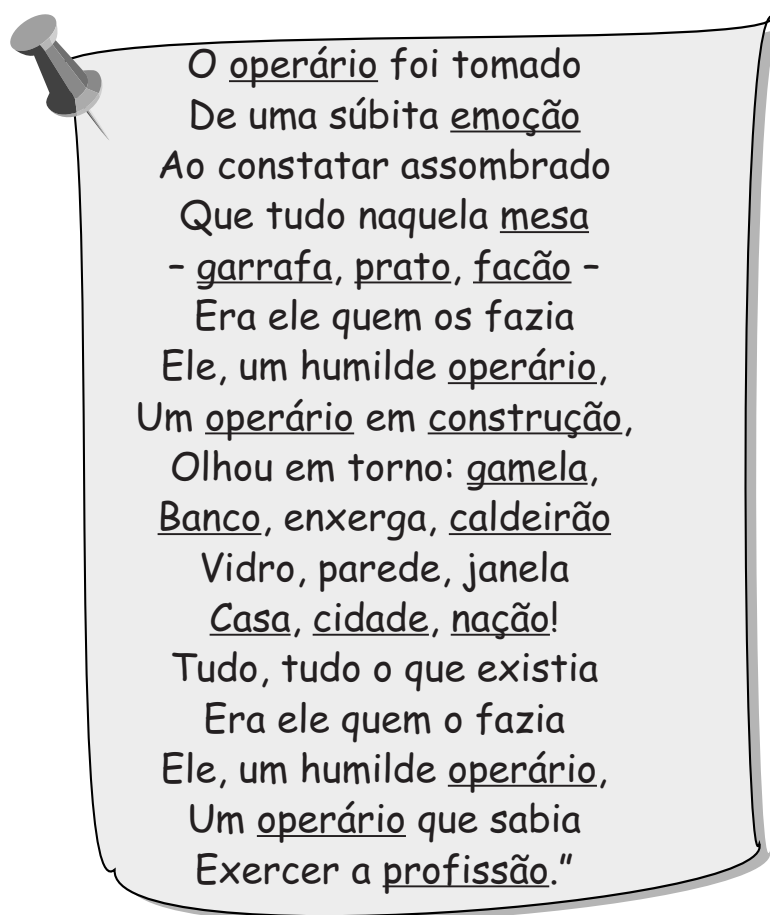 O operário foi tomado
De uma súbita emoção
Ao constatar assombrado
Que tudo naquela mesa
– garrafa, prato, facão –
Era ele quem os fazia
Ele, um humilde operário,
Um operário em construção,
Olhou em torno: gamela,
Banco, enxerga, caldeirão
Vidro, parede, janela
Casa, cidade, nação!
Tudo, tudo o que existia
Era ele quem o fazia
Ele, um humilde operário,
Um operário que sabia
Exercer a profissão.”